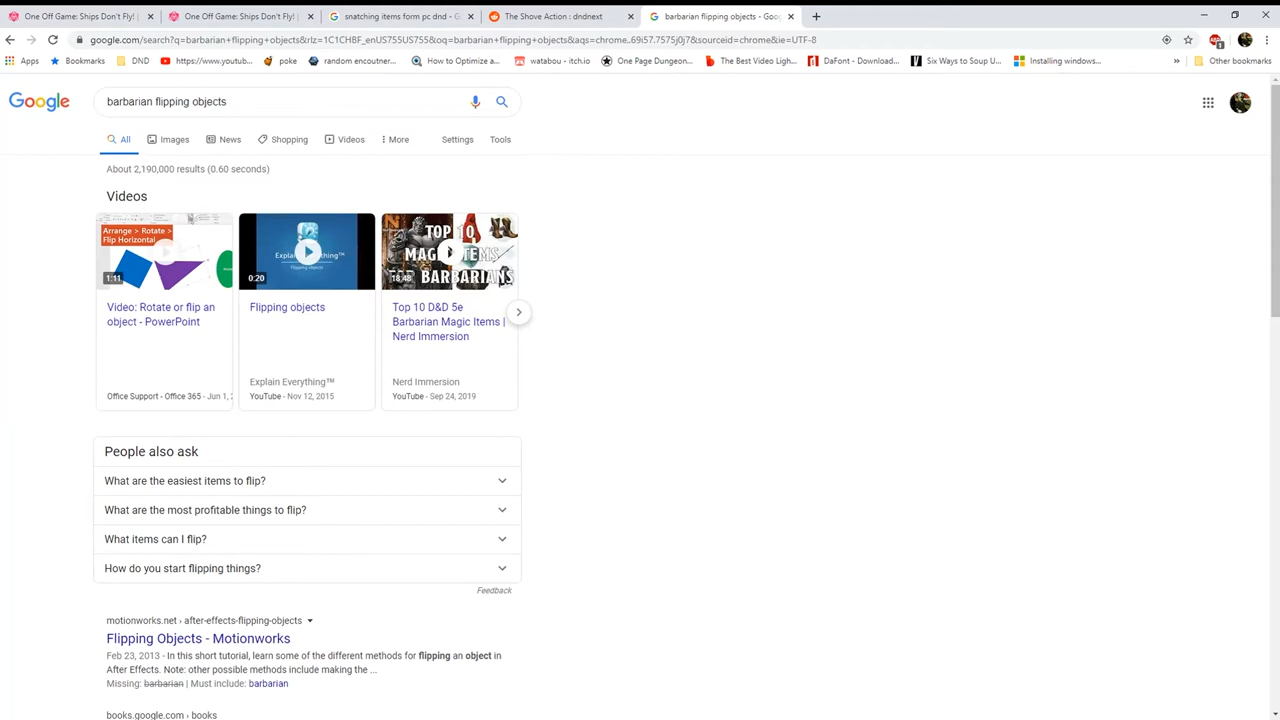 One Off Game: Ships Don't Fly! |
One Off Game: Ships Don't Fly! |
snatching items form pc dnd - G
The Shove Action : dndnext
barbarian flipping objects - Goo
google.com/search?q=barbarian+flipping+objects&rlz=1C1CHBF_enUS755US755&oq=barbarian+flipping+objects&aqs=chrome..69i57.7575j0j7&sourceid=chrome&ie=UTF-8
Apps
Bookmarks
DND
https://www.youtub...
poke
random encoutner...
How to Optimize a...
watabou - itch.io
One Page Dungeon...
The Best Video Ligh...
DaFont - Download...
Six Ways to Soup U...
Installing windows...
»
Other bookmarks
Google
barbarian flipping objects
All
Images
News
Shopping
Videos
More
Settings
Tools
About 2,190,000 results (0.60 seconds)
Videos
Arrange > Rotate >
Flip Horizontal
1:11
Explain Everything™
Flipping objects
0:20
TOP 10
MAGIC ITEMS
FOR BARBARIANS
18:48
Video: Rotate or flip an
object - PowerPoint
Office Support - Office 365 - Jun 1, 2
Flipping objects
Explain Everything™
YouTube - Nov 12, 2015
Top 10 D&D 5e
Barbarian Magic Items |
Nerd Immersion
Nerd Immersion
YouTube - Sep 24, 2019
People also ask
What are the easiest items to flip?
What are the most profitable things to flip?
What items can I flip?
How do you start flipping things?
Feedback
motionworks.net › after-effects-flipping-objects
Flipping Objects - Motionworks
Feb 23, 2013 - In this short tutorial, learn some of the different methods for flipping an object in
After Effects. Note: other possible methods include making the ...
Missing: barbarian | Must include: barbarian
books.google.com › books